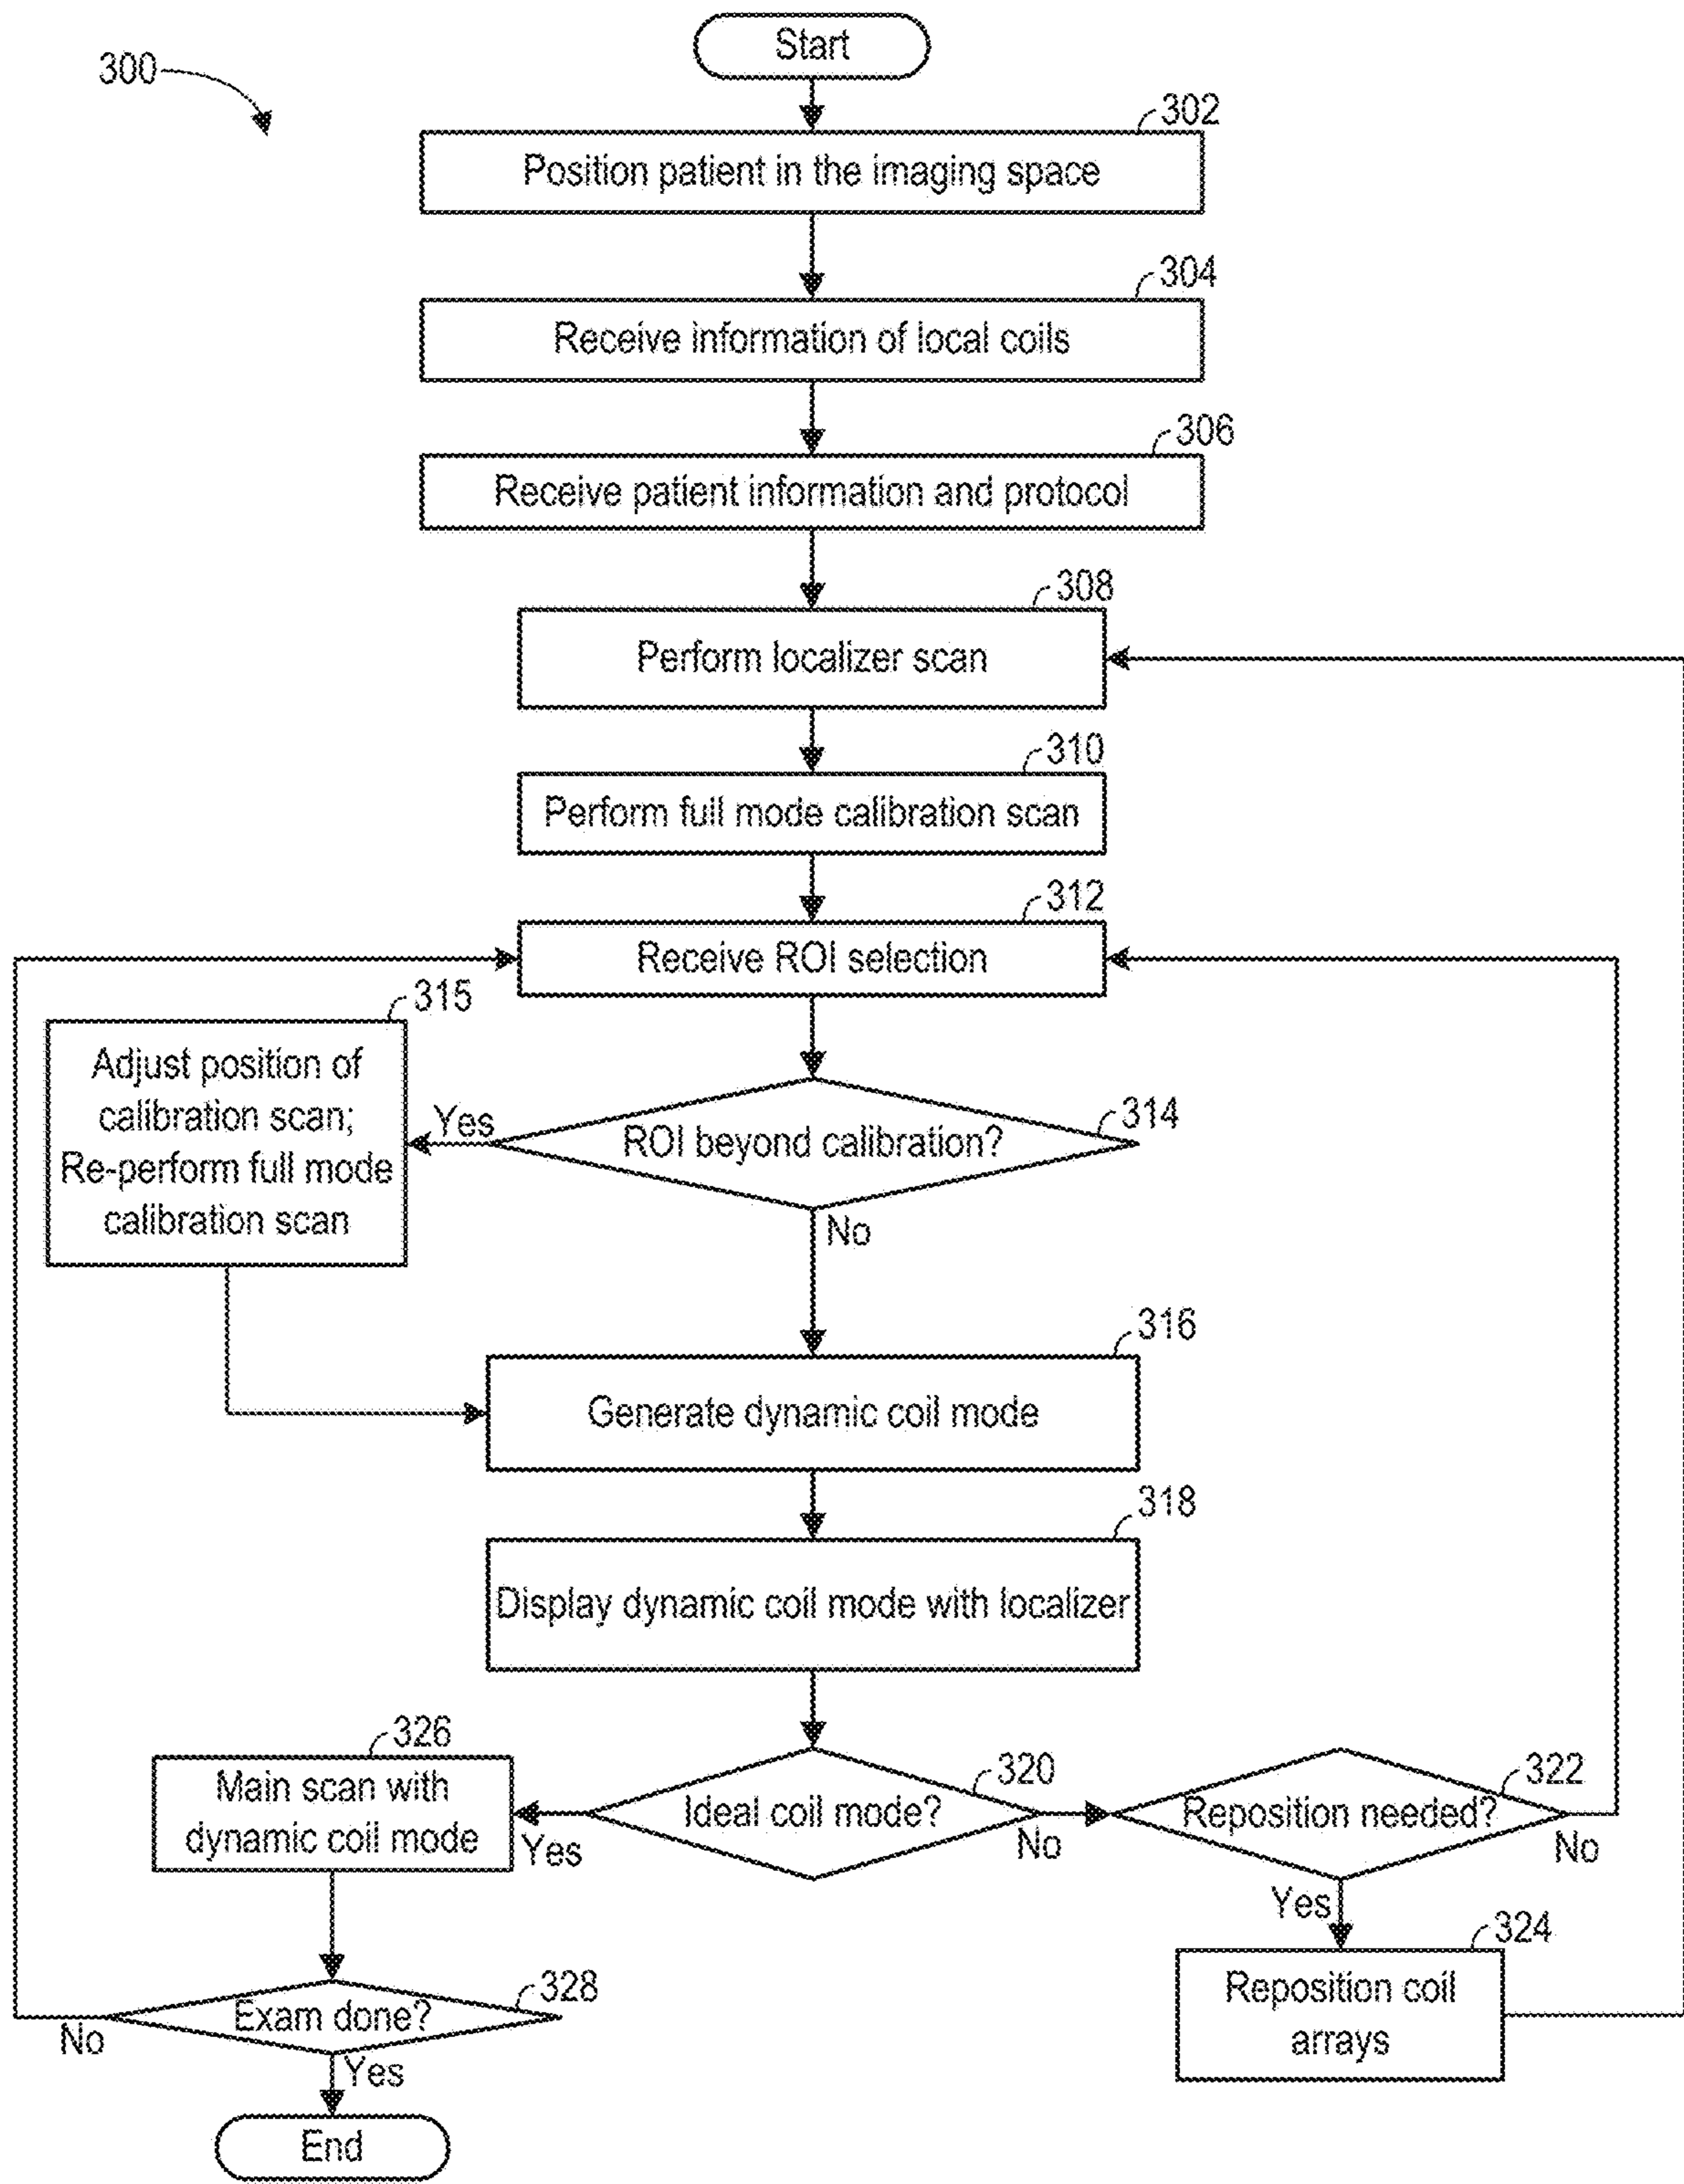 Start
300
302
Position patient in the imaging space
304
Receive information of local coils
306
Receive patient information and protocol
308
Perform localizer scan
310
Perform full mode calibration scan
312
Receive ROI selection
315
Adjust position of
calibration scan;
Re-perform full mode
calibration scan
Yes
314
ROI beyond calibration?
No
316
Generate dynamic coil mode
318
Display dynamic coil mode with localizer
326
Main scan with
dynamic coil mode
Yes
320
Ideal coil mode?
No
322
Reposition needed?
No
Yes
324
Reposition coil
arrays
328
Exam done?
No
Yes
End